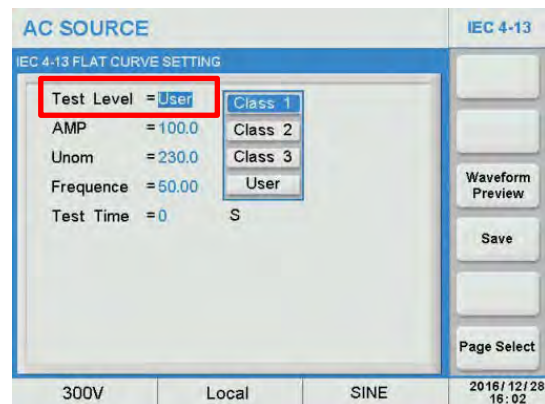 AC SOURCE
IEC 4-13
IEC 4-13 FLAT CURVE SETTING
Test Level =User
Class 1
AMP =100.0
Class 2
Unom =230.0
Class 3
Frequence =50.00
User
Test Time =0 S
Waveform
Preview
Save
Page Select
300V Local SINE
2016/12/28
16:02